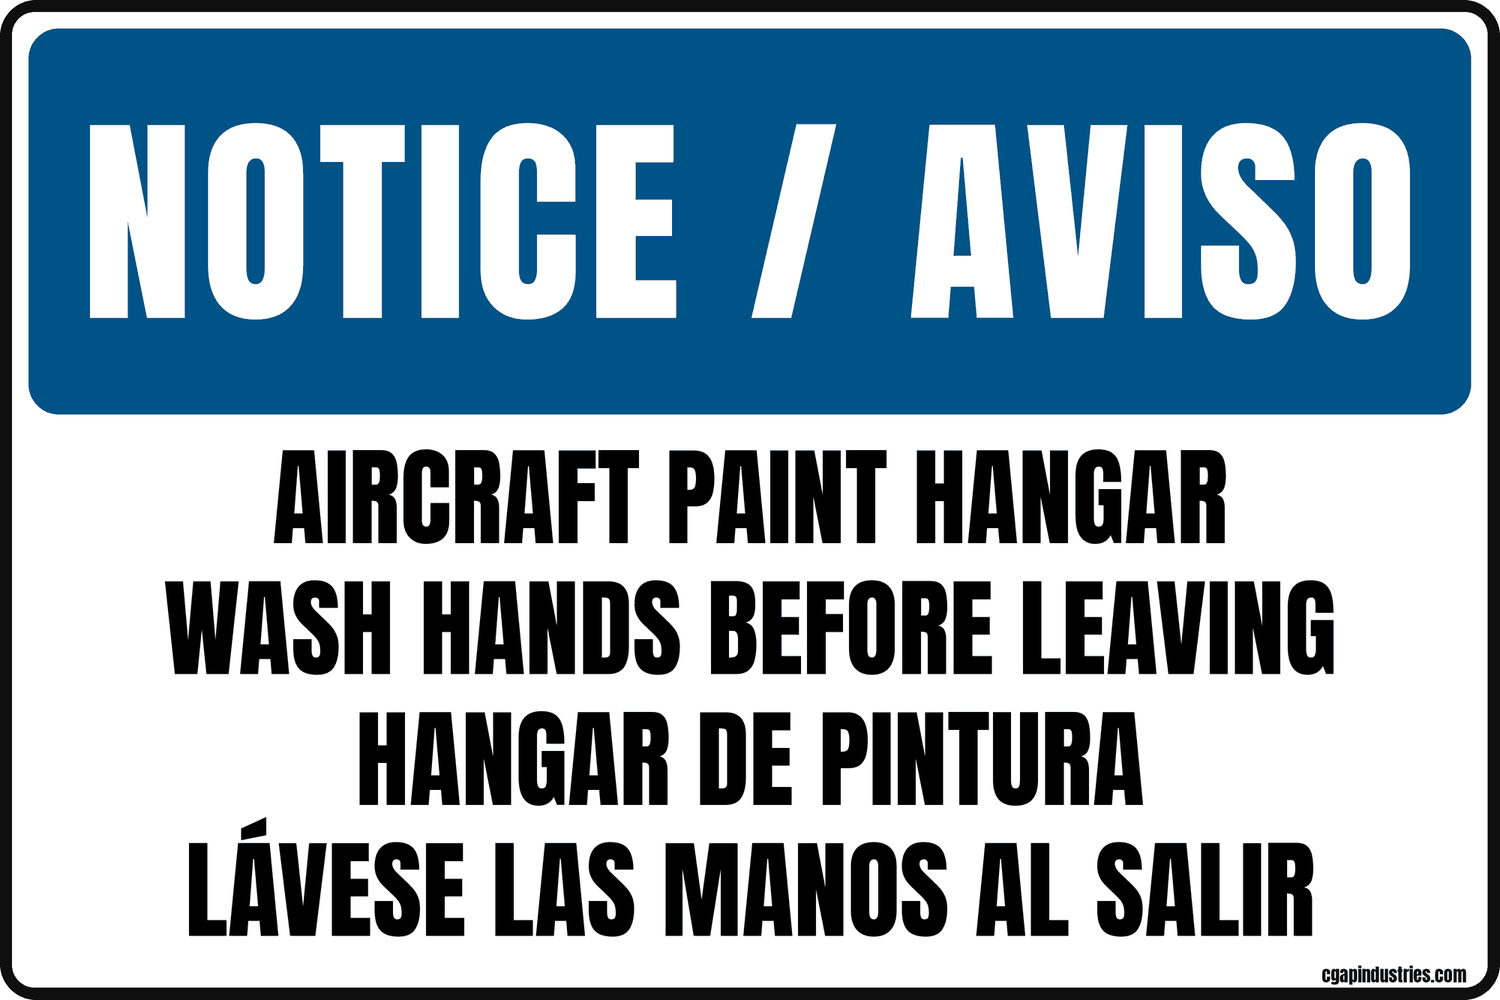 NOTICE / AVISO
AIRCRAFT PAINT HANGAR
WASH HANDS BEFORE LEAVING
HANGAR DE PINTURA
LÁVESE LAS MANOS AL SALIR
cgapindustries.com